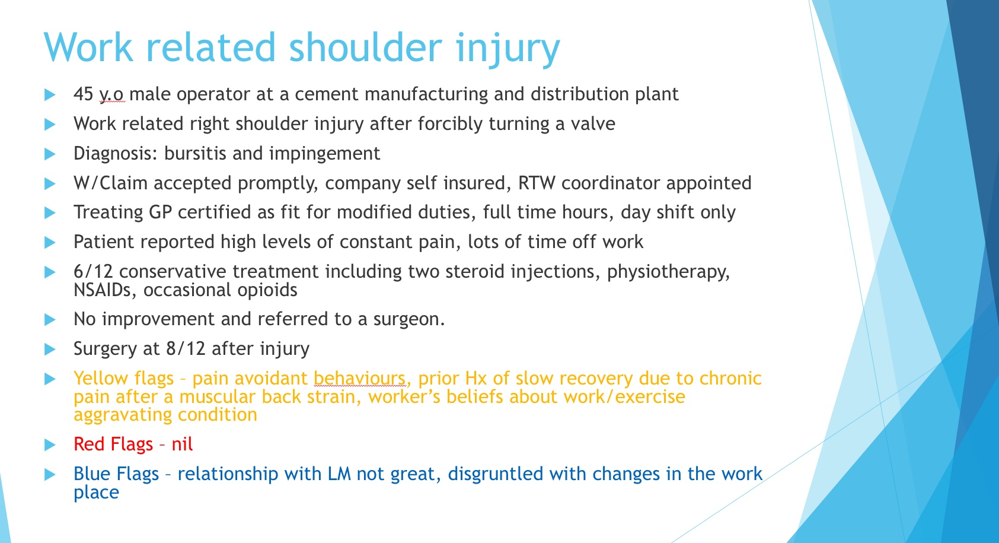 Work related shoulder injury
45 y.o male operator at a cement manufacturing and distribution plant
Work related right shoulder injury after forcibly turning a valve
Diagnosis: bursitis and impingement
W/Claim accepted promptly, company self insured, RTW coordinator appointed
Treating GP certified as fit for modified duties, full time hours, day shift only
Patient reported high levels of constant pain, lots of time off work
6/12 conservative treatment including two steroid injections, physiotherapy,
NSAIDs, occasional opioids
No improvement and referred to a surgeon.
Surgery at 8/12 after injury
Yellow flags – pain avoidant behaviours, prior Hx of slow recovery due to chronic
pain after a muscular back strain, worker’s beliefs about work/exercise
aggravating condition
Red Flags – nil
Blue Flags – relationship with LM not great, disgruntled with changes in the work
place